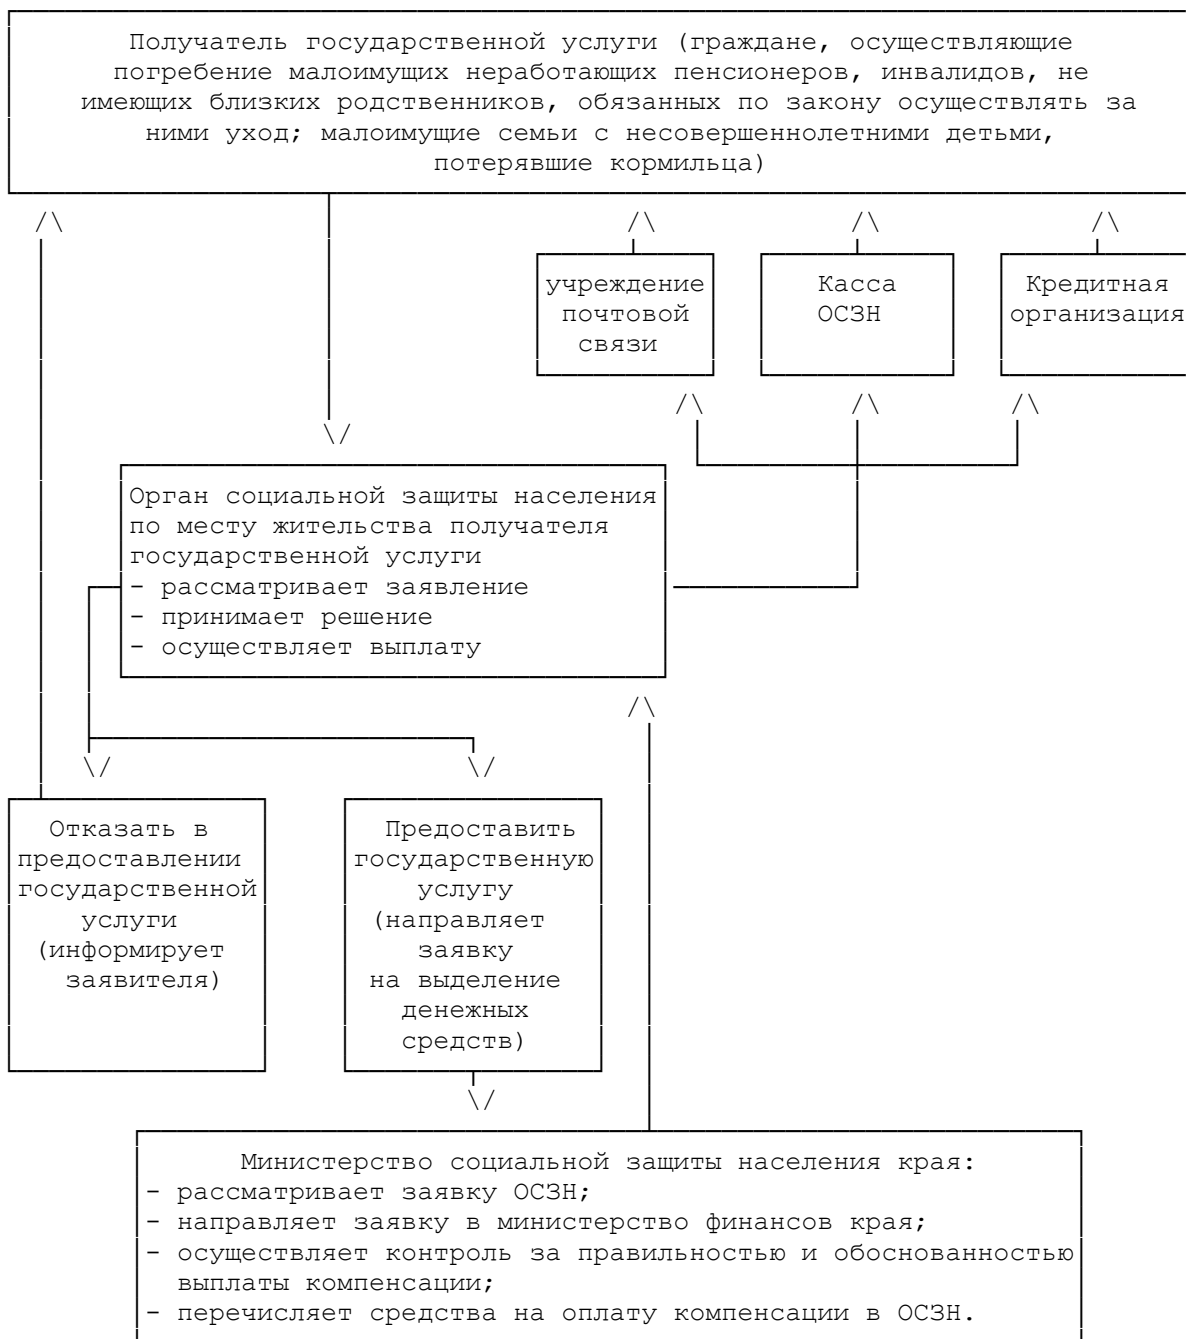 Получатель государственной услуги (граждане, осуществляющие
погребение малоимущих неработающих пенсионеров, инвалидов, не
имеющих близких родственников, обязанных по закону осуществлять за
ними уход; малоимущие семьи с несовершеннолетними детьми,
потерявшие кормильца)
учреждение
почтовой
связи
Касса
ОСЗН
Кредитная
организация
Орган социальной защиты населения
по месту жительства получателя
государственной услуги
- рассматривает заявление
- принимает решение
- осуществляет выплату
Отказать в
предоставлении
государственной
услуги
(информирует
заявителя)
Предоставить
государственную
услугу
(направляет
заявку
на выделение
денежных
средств)
Министерство социальной защиты населения края:
- рассматривает заявку ОСЗН;
- направляет заявку в министерство финансов края;
- осуществляет контроль за правильностью и обоснованностью
выплаты компенсации;
- перечисляет средства на оплату компенсации в ОСЗН.